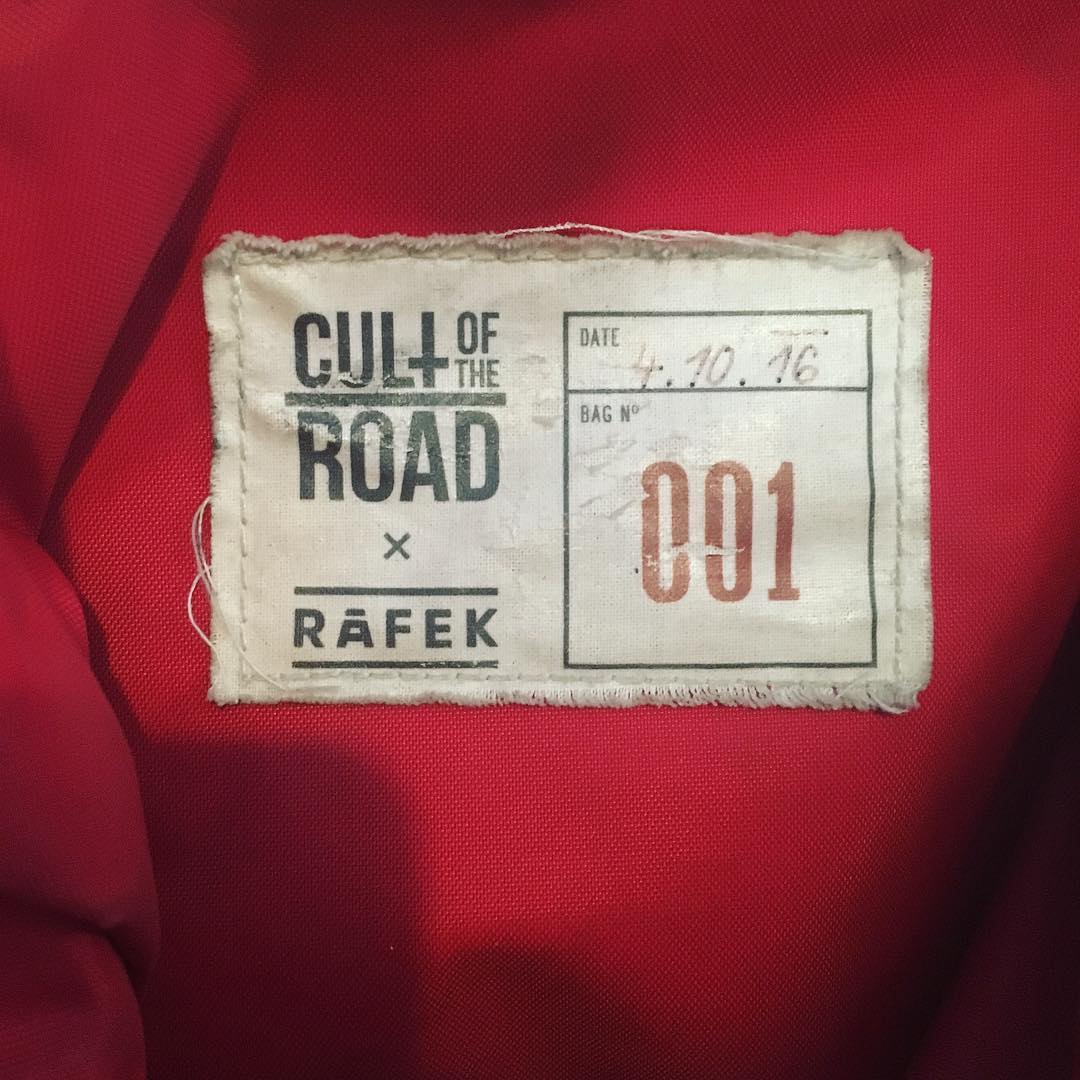 CULT OF THE
ROAD
×
RĀFEK
DATE
4.10.16
BAG Nº
001